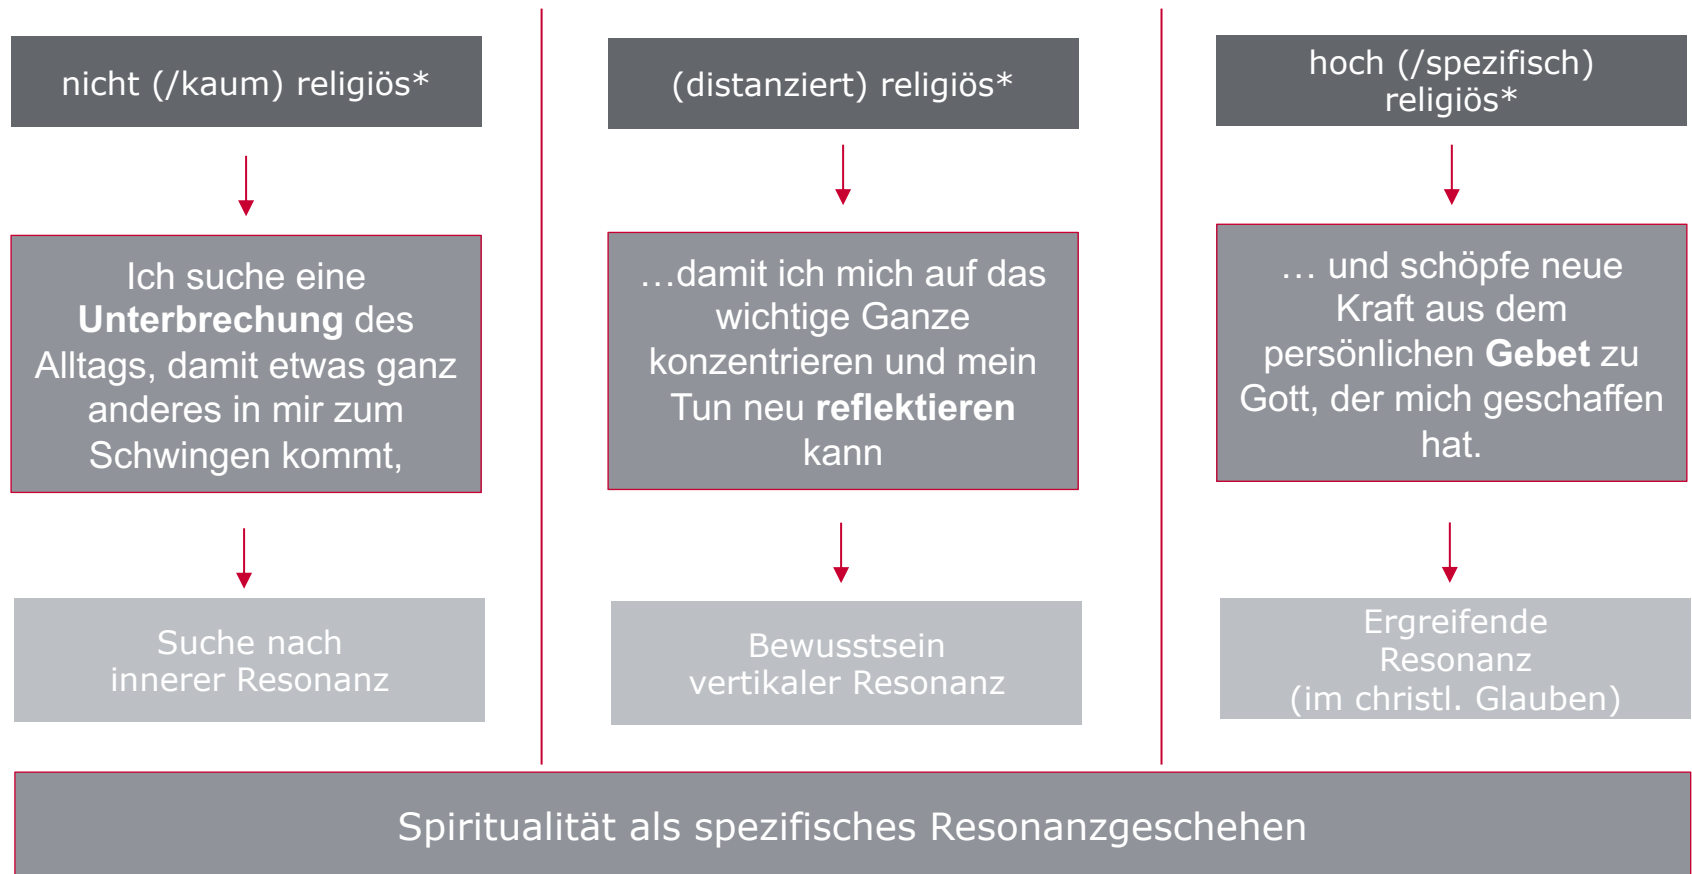 nicht (/kaum) religiös*
Ich suche eine
Unterbrechung des
Alltags, damit etwas ganz
anderes in mir zum
Schwingen kommt,
Suche nach
innerer Resonanz
(distanziert) religiös*
…damit ich mich auf das
wichtige Ganze
konzentrieren und mein
Tun neu reflektieren
kann
Bewusstsein
vertikaler Resonanz
hoch (/spezifisch)
religiös*
… und schöpfe neue
Kraft aus dem
persönlichen Gebet zu
Gott, der mich geschaffen
hat.
Ergreifende
Resonanz
(im christl. Glauben)
Spiritualität als spezifisches Resonanzgeschehen